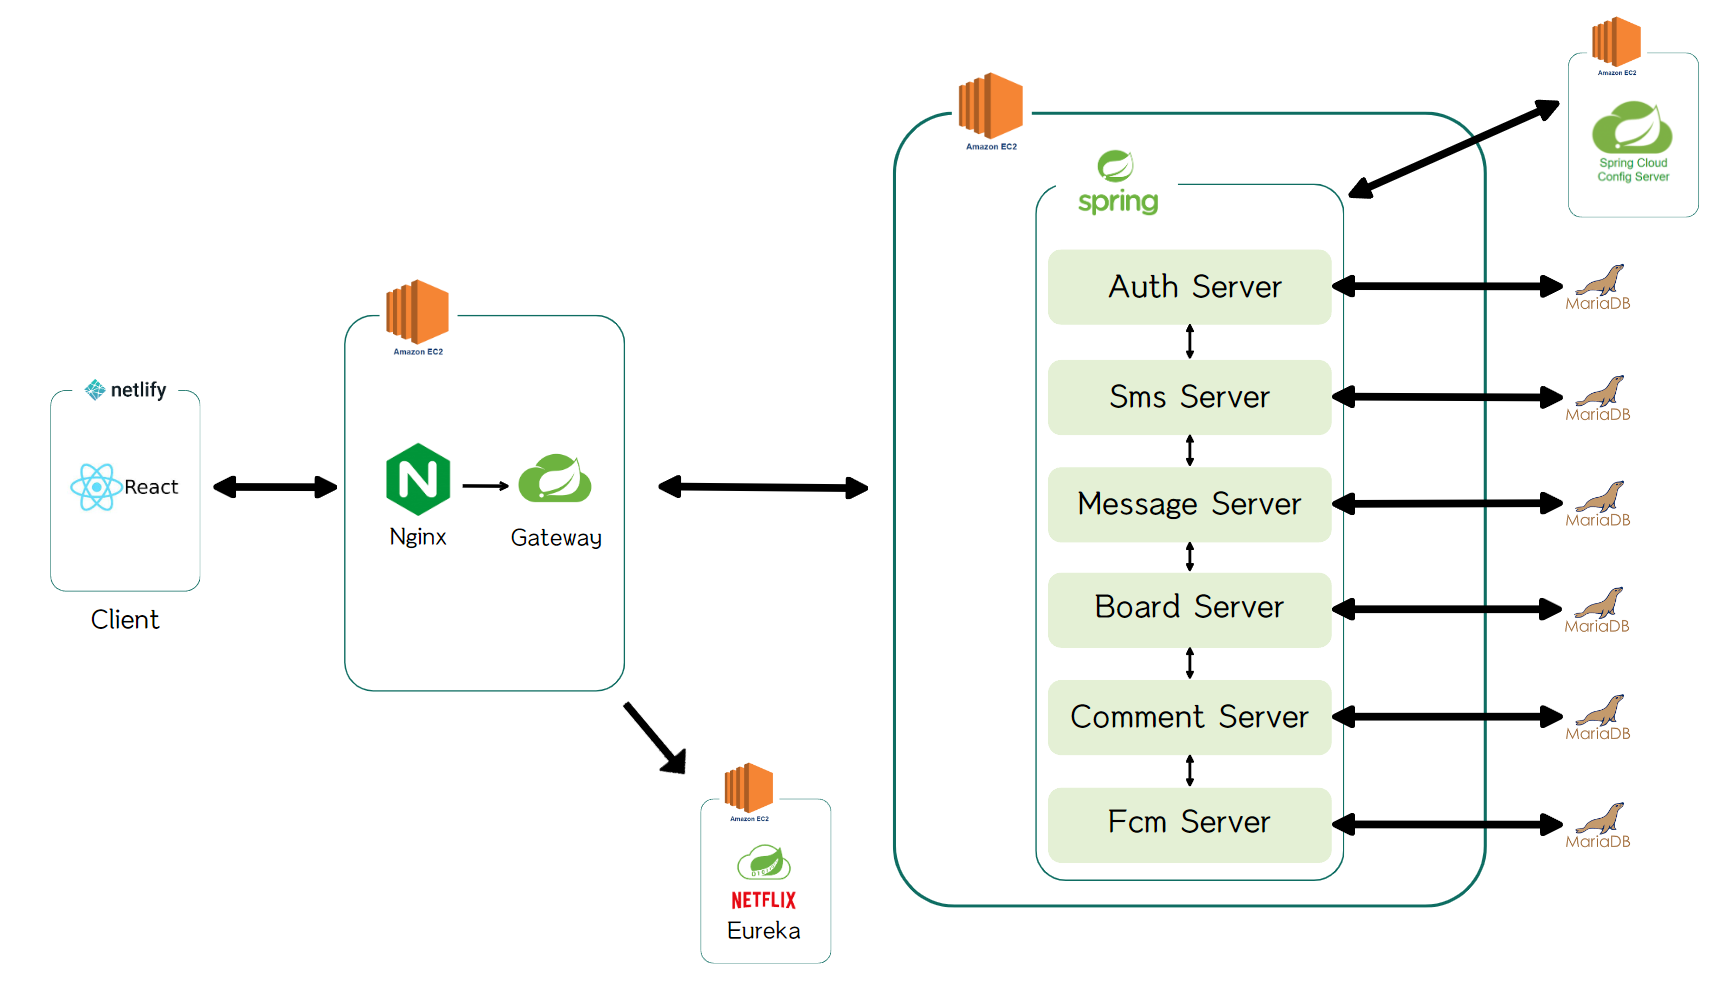 netlify
React
Client
Amazon EC2
Nginx
Gateway
Amazon EC2
NETFLIX
Eureka
Amazon EC2
spring
Auth Server
Sms Server
Message Server
Board Server
Comment Server
Fcm Server
Amazon EC2
Spring Cloud
Config Server
MariaDB
MariaDB
MariaDB
MariaDB
MariaDB
MariaDB